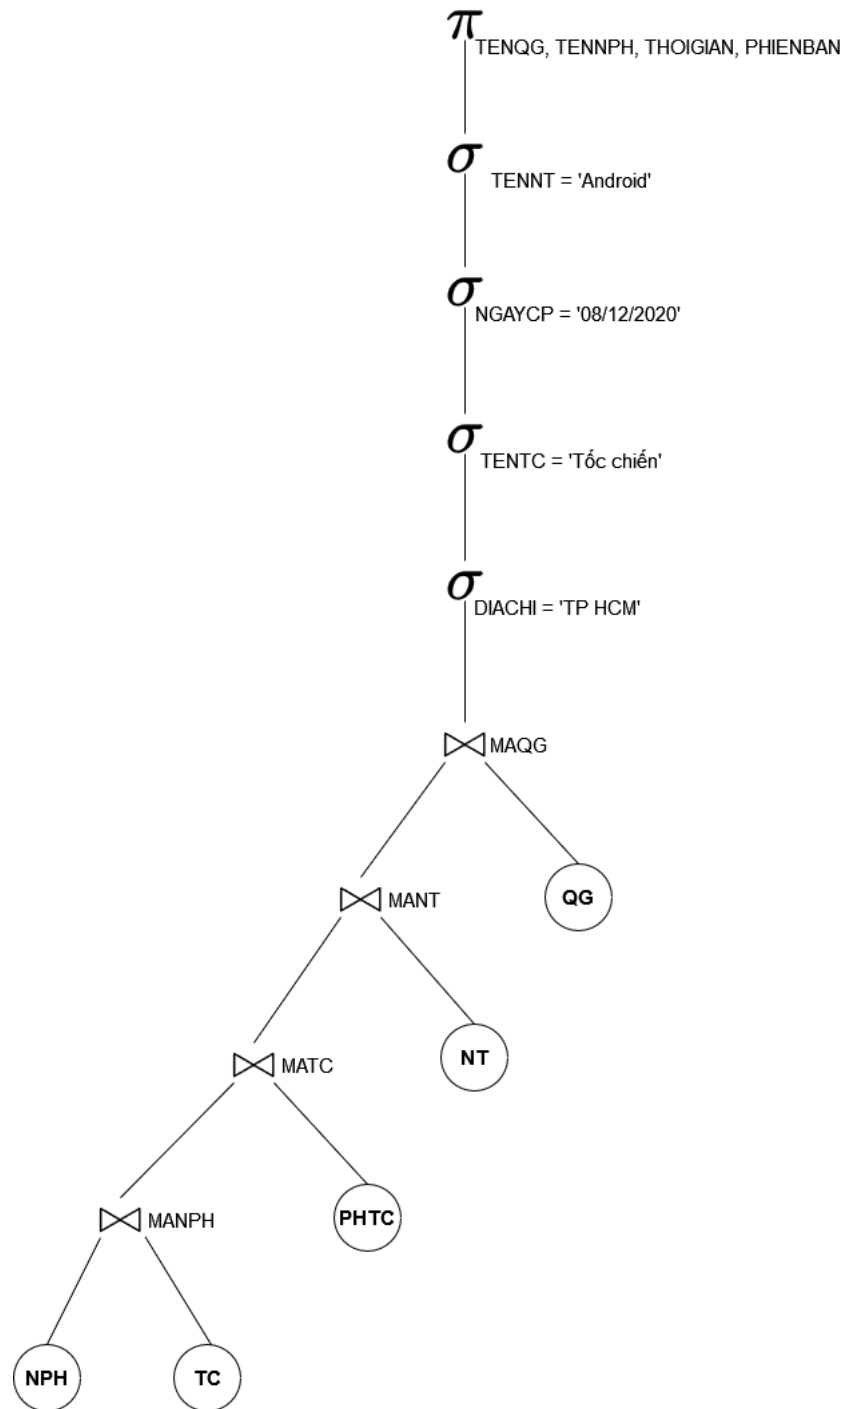 π TENQG, TENNPH, THOIGIAN, PHIENBAN
σ TENNT = 'Android'
σ NGAYCP = '08/12/2020'
σ TENTC = 'Tốc chiến'
σ DIACHI = 'TP HCM'
MAQG
MANT
QG
MATC
NT
MANPH
PHTC
NPH
TC